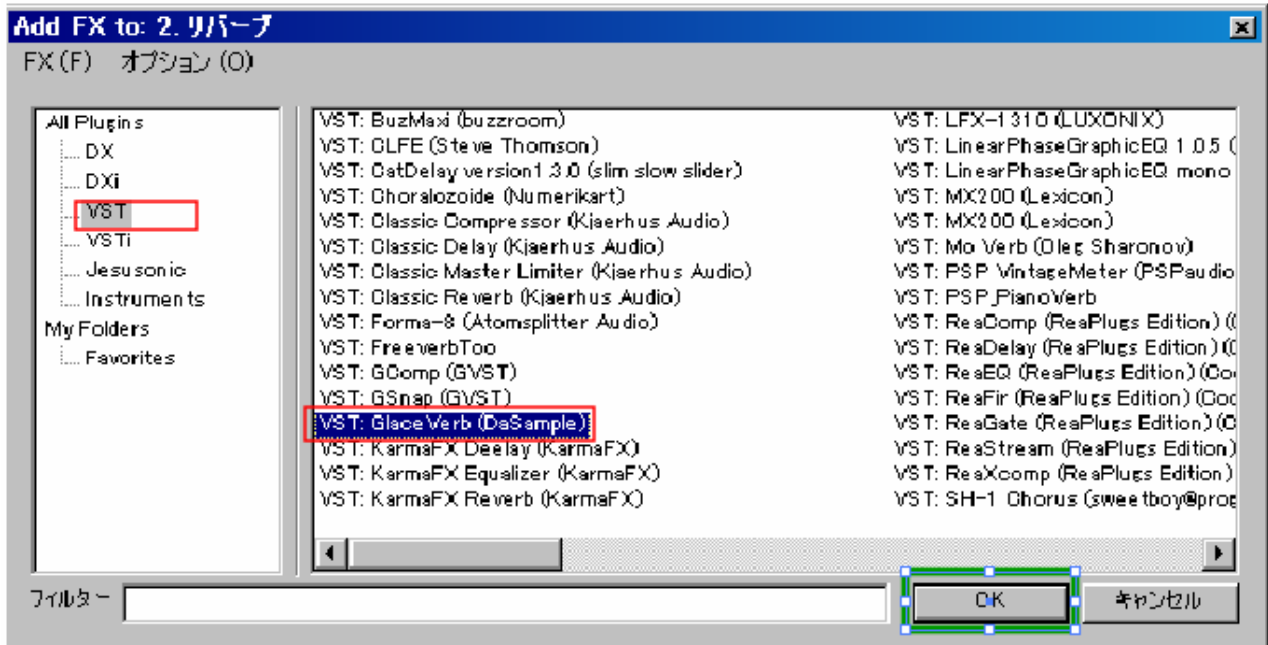 Add FX to: 2. リバーブ
FX(F) オプション(O)
All Plugins
DX
DXi
VST
VSTi
Jesusonic
Instruments
My Folders
Favorites
VST: BuzMaxi (buzzroom)
VST: CLFE (Steve Thomson)
VST: CatDelay version1.3.0 (slim slow slider)
VST: Choralozoide (Numerikart)
VST: Classic Compressor (Kjaerhus Audio)
VST: Classic Delay (Kjaerhus Audio)
VST: Classic Master Limiter (Kjaerhus Audio)
VST: Classic Reverb (Kjaerhus Audio)
VST: Forma-8 (Atomsplitter Audio)
VST: FreeverbToo
VST: GComp (GVST)
VST: GSnap (GVST)
VST: GlaceVerb (DaSample)
VST: KarmaFX Deelay (KarmaFX)
VST: KarmaFX Equalizer (KarmaFX)
VST: KarmaFX Reverb (KarmaFX)
VST: LFX-1310 (LUXONIX)
VST: LinearPhaseGraphicEQ 1.0.5 (
VST: LinearPhaseGraphicEQ mono
VST: MX200 (Lexicon)
VST: MX200 (Lexicon)
VST: Mo'Verb (Oleg Sharonov)
VST: PSP VintageMeter (PSPaudio
VST: PSP_PianoVerb
VST: ReaComp (ReaPlugs Edition) (
VST: ReaDelay (ReaPlugs Edition) (C
VST: ReaEQ (ReaPlugs Edition) (Co
VST: ReaFir (ReaPlugs Edition) (Coc
VST: ReaGate (ReaPlugs Edition) (C
VST: ReaStream (ReaPlugs Edition)
VST: ReaXcomp (ReaPlugs Edition)
VST: SH-1 Chorus (sweetboy@prog
フィルター
OK
キャンセル